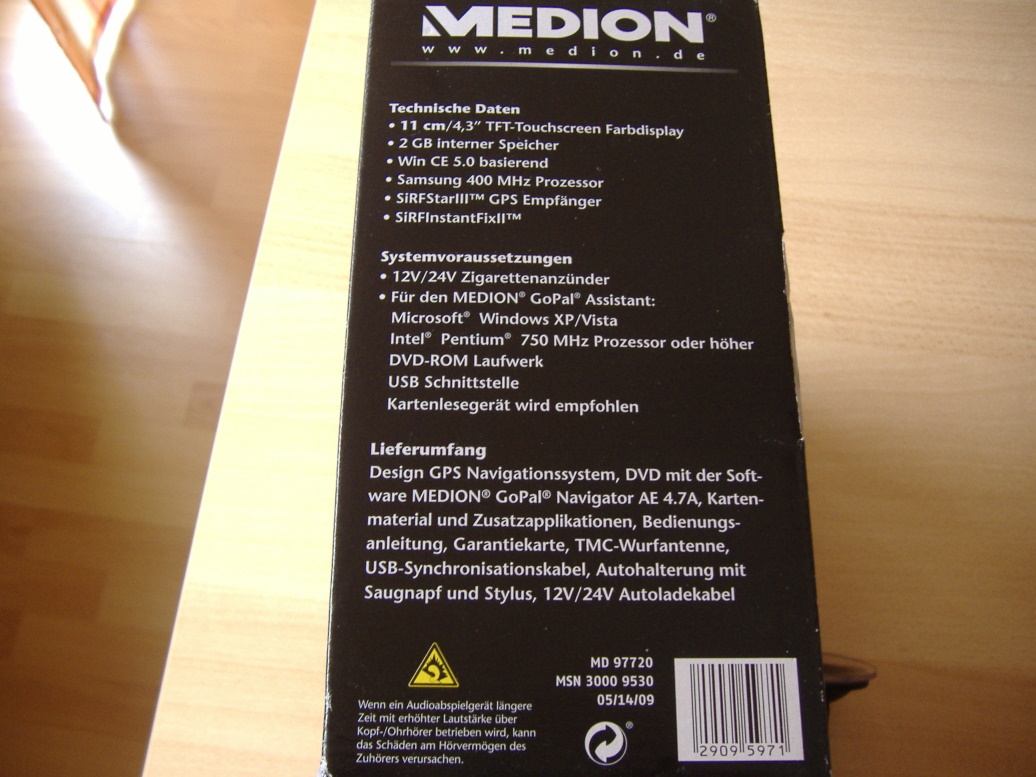 MEDION®
www.medion.de
Technische Daten
• 11 cm/4,3" TFT-Touchscreen Farbdisplay
• 2 GB interner Speicher
• Win CE 5.0 basierend
• Samsung 400 MHz Prozessor
• SiRFStarIII™ GPS Empfänger
• SiRFInstantFixII™
Systemvoraussetzungen
• 12V/24V Zigarettenanzünder
• Für den MEDION® GoPal® Assistant:
Microsoft® Windows XP/Vista
Intel® Pentium® 750 MHz Prozessor oder höher
DVD-ROM Laufwerk
USB Schnittstelle
Kartenlesegerät wird empfohlen
Lieferumfang
Design GPS Navigationssystem, DVD mit der Soft-
ware MEDION® GoPal® Navigator AE 4.7A, Karten-
material und Zusatzapplikationen, Bedienungs-
anleitung, Garantiekarte, TMC-Wurfantenne,
USB-Synchronisationskabel, Autohalterung mit
Saugnapf und Stylus, 12V/24V Autoladekabel
Wenn ein Audioabspielgerät längere
Zeit mit erhöhter Lautstärke über
Kopf-/Ohrhörer betrieben wird, kann
das Schäden am Hörvermögen des
Zuhörers verursachen.
MD 97720
MSN 3000 9530
05/14/09
®
2909 5971